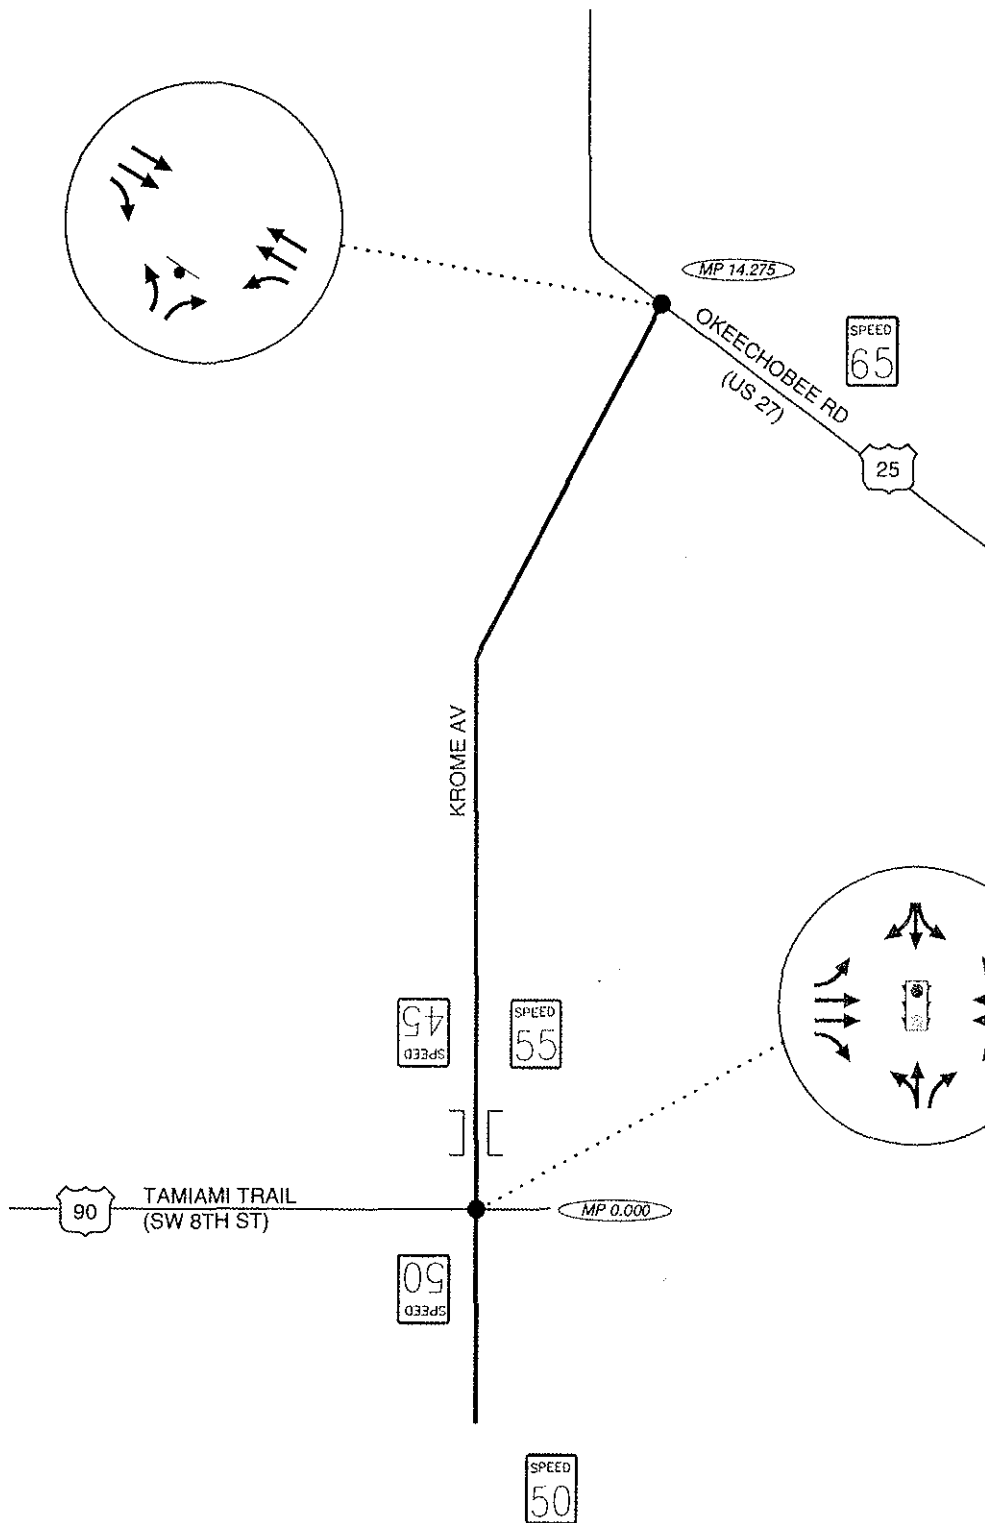 MP 14.275
OKEECHOBEE RD
(US 27)
SPEED
65
25
KROME AV
SPEED
45
SPEED
55
90
TAMIAMI TRAIL
(SW 8TH ST)
MP 0.000
SPEED
50
SPEED
50